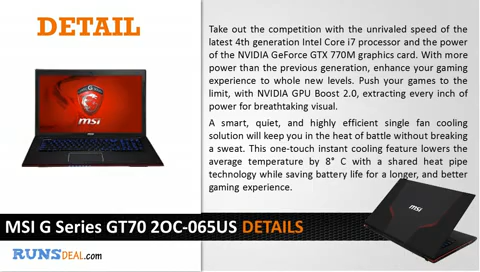 DETAIL
Take out the competition with the unrivaled speed of the
latest 4th generation Intel Core i7 processor and the power
of the NVIDIA GeForce GTX 770M graphics card. With more
power than the previous generation, enhance your gaming
experience to whole new levels. Push your games to the
limit, with NVIDIA GPU Boost 2.0, extracting every inch of
power for breathtaking visual.
A smart, quiet, and highly efficient single fan cooling
solution will keep you in the heat of battle without breaking
a sweat. This one-touch instant cooling feature lowers the
average temperature by 8° C with a shared heat pipe
technology while saving battery life for a longer, and better
gaming experience.
msi
msi
MSI G Series GT70 2OC-065US DETAILS
RUNSDEAL.com